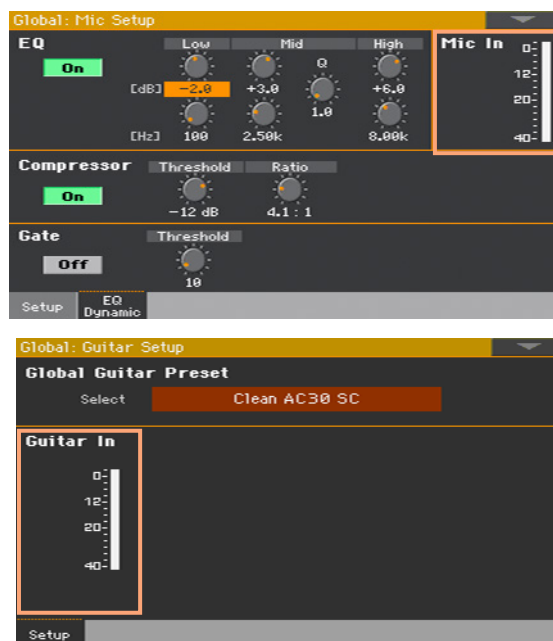 Global: Mic Setup
EQ Low Mid High Mic In
On Q 0
12
[dB] -2.0 +3.0 +6.0 20
1.0
[Hz] 100 2.50k 8.00k 40
Compressor Threshold Ratio
On
-12 dB 4.1 : 1
Gate Threshold
Off
10
Setup EQ Dynamic
Global: Guitar Setup
Global Guitar Preset
Select Clean AC30 SC
Guitar In
0
12
20
40
Setup